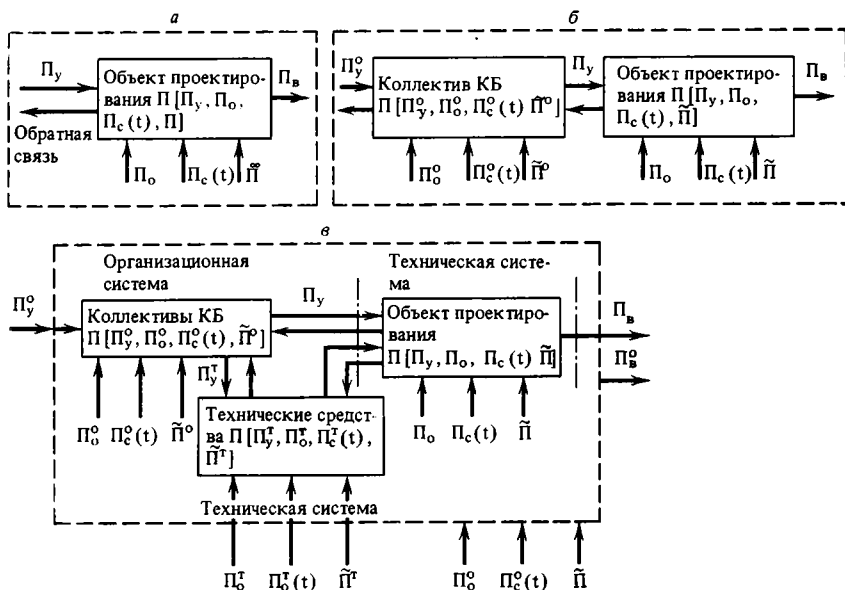 а
Π_у
Объект проектиро-
вания П [П_у, П_о,
П_с(t), П]
П_в
Обратная
связь
П_о П_с(t) П̃
б
П_у^о
Коллектив КБ
П [П_у^о, П_о^о, П_с^о(t) П̃^о]
П_у
Объект проектиро-
вания П [П_у, П_о,
П_с(t), П̃]
П_в
П_о^о П_с^о(t) П̃^о
П_о П_с(t) П̃
в
Организационная
система
Техническая систе-
ма
П_у^о
Коллективы КБ
П [П_у^о, П_о^о, П_с^о(t), П̃^о]
П_у
Объект проектиро-
вания
П [П_у, П_о, П_с(t) П̃]
П_в
П_в^о
П_у^т
П_о^о П_с^о(t) П̃^о
Технические средст-
ва П [П_у^т, П_о^т, П_с^т(t),
П̃^т]
П_о П_с(t) П̃
Техническая система
П_о^т П_о^т(t) П̃^т
П_о^о П_с^о(t) П̃